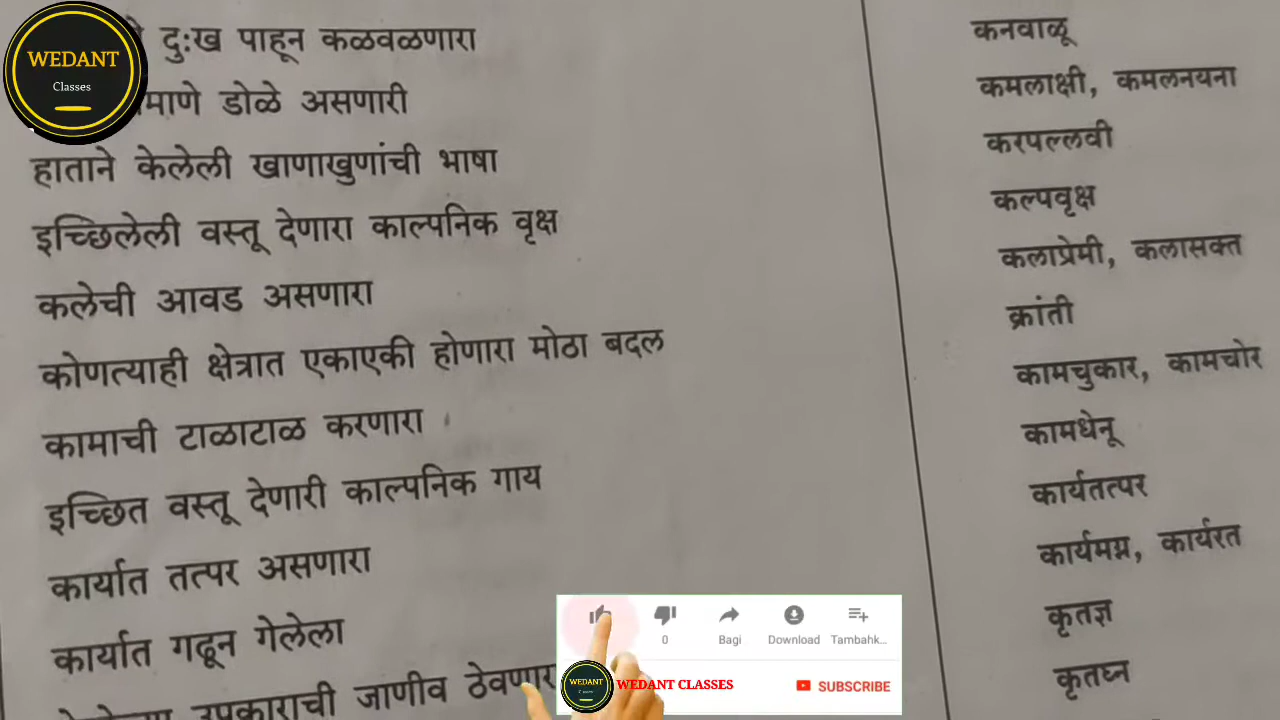 WEDANT
Classes
दुःख पाहून कळवळणारा
कनवाळू
डोळे असणारी
कमलाक्षी, कमलनयना
हाताने केलेली खाणाखुणांची भाषा
करपल्लवी
इच्छिलेली वस्तू देणारा काल्पनिक वृक्ष
कल्पवृक्ष
कलेची आवड असणारा
कलाप्रेमी, कलासक्त
कोणत्याही क्षेत्रात एकाएकी होणारा मोठा बदल
क्रांती
कामाची टाळाटाळ करणारा
कामचुकार, कामचोर
इच्छित वस्तू देणारी काल्पनिक गाय
कामधेनू
कार्यात तत्पर असणारा
कार्यतत्पर
कार्यात गढून गेलेला
कार्यमग्न, कार्यरत
उपकाराची जाणीव
कृतज्ञ
कृतघ्न
0 Bagi Download Tambahk...
WEDANT
WEDANT CLASSES
SUBSCRIBE